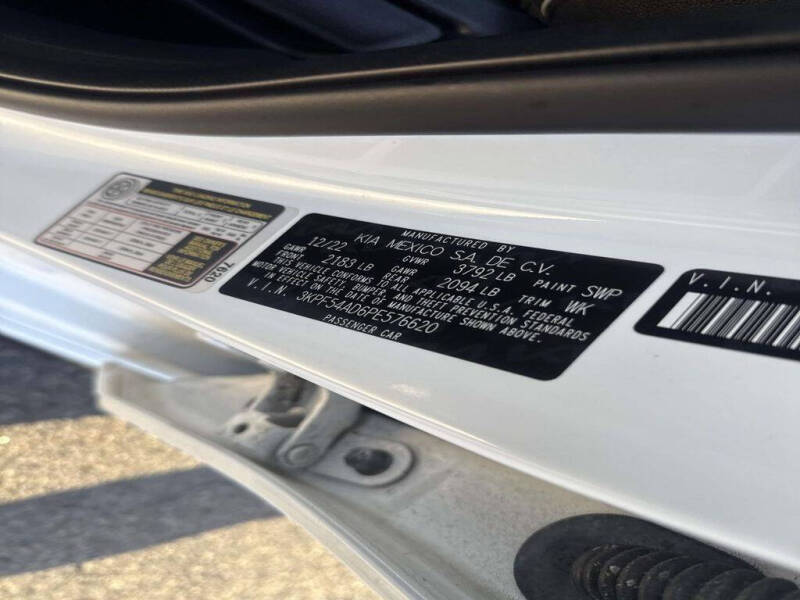 7620
MANUFACTURED BY
12/22 KIA MEXICO S.A. DE C.V.
GAWR FRONT 2183 LB GVWR 3792 LB PAINT SWP
GAWR REAR 2094 LB TRIM WK
THIS VEHICLE CONFORMS TO ALL APPLICABLE U.S.A. FEDERAL
MOTOR VEHICLE SAFETY, BUMPER AND THEFT PREVENTION STANDARDS
IN EFFECT ON THE DATE OF MANUFACTURE SHOWN ABOVE.
V.I.N. 3KPF54AD6PE576620
PASSENGER CAR
V.I.N.